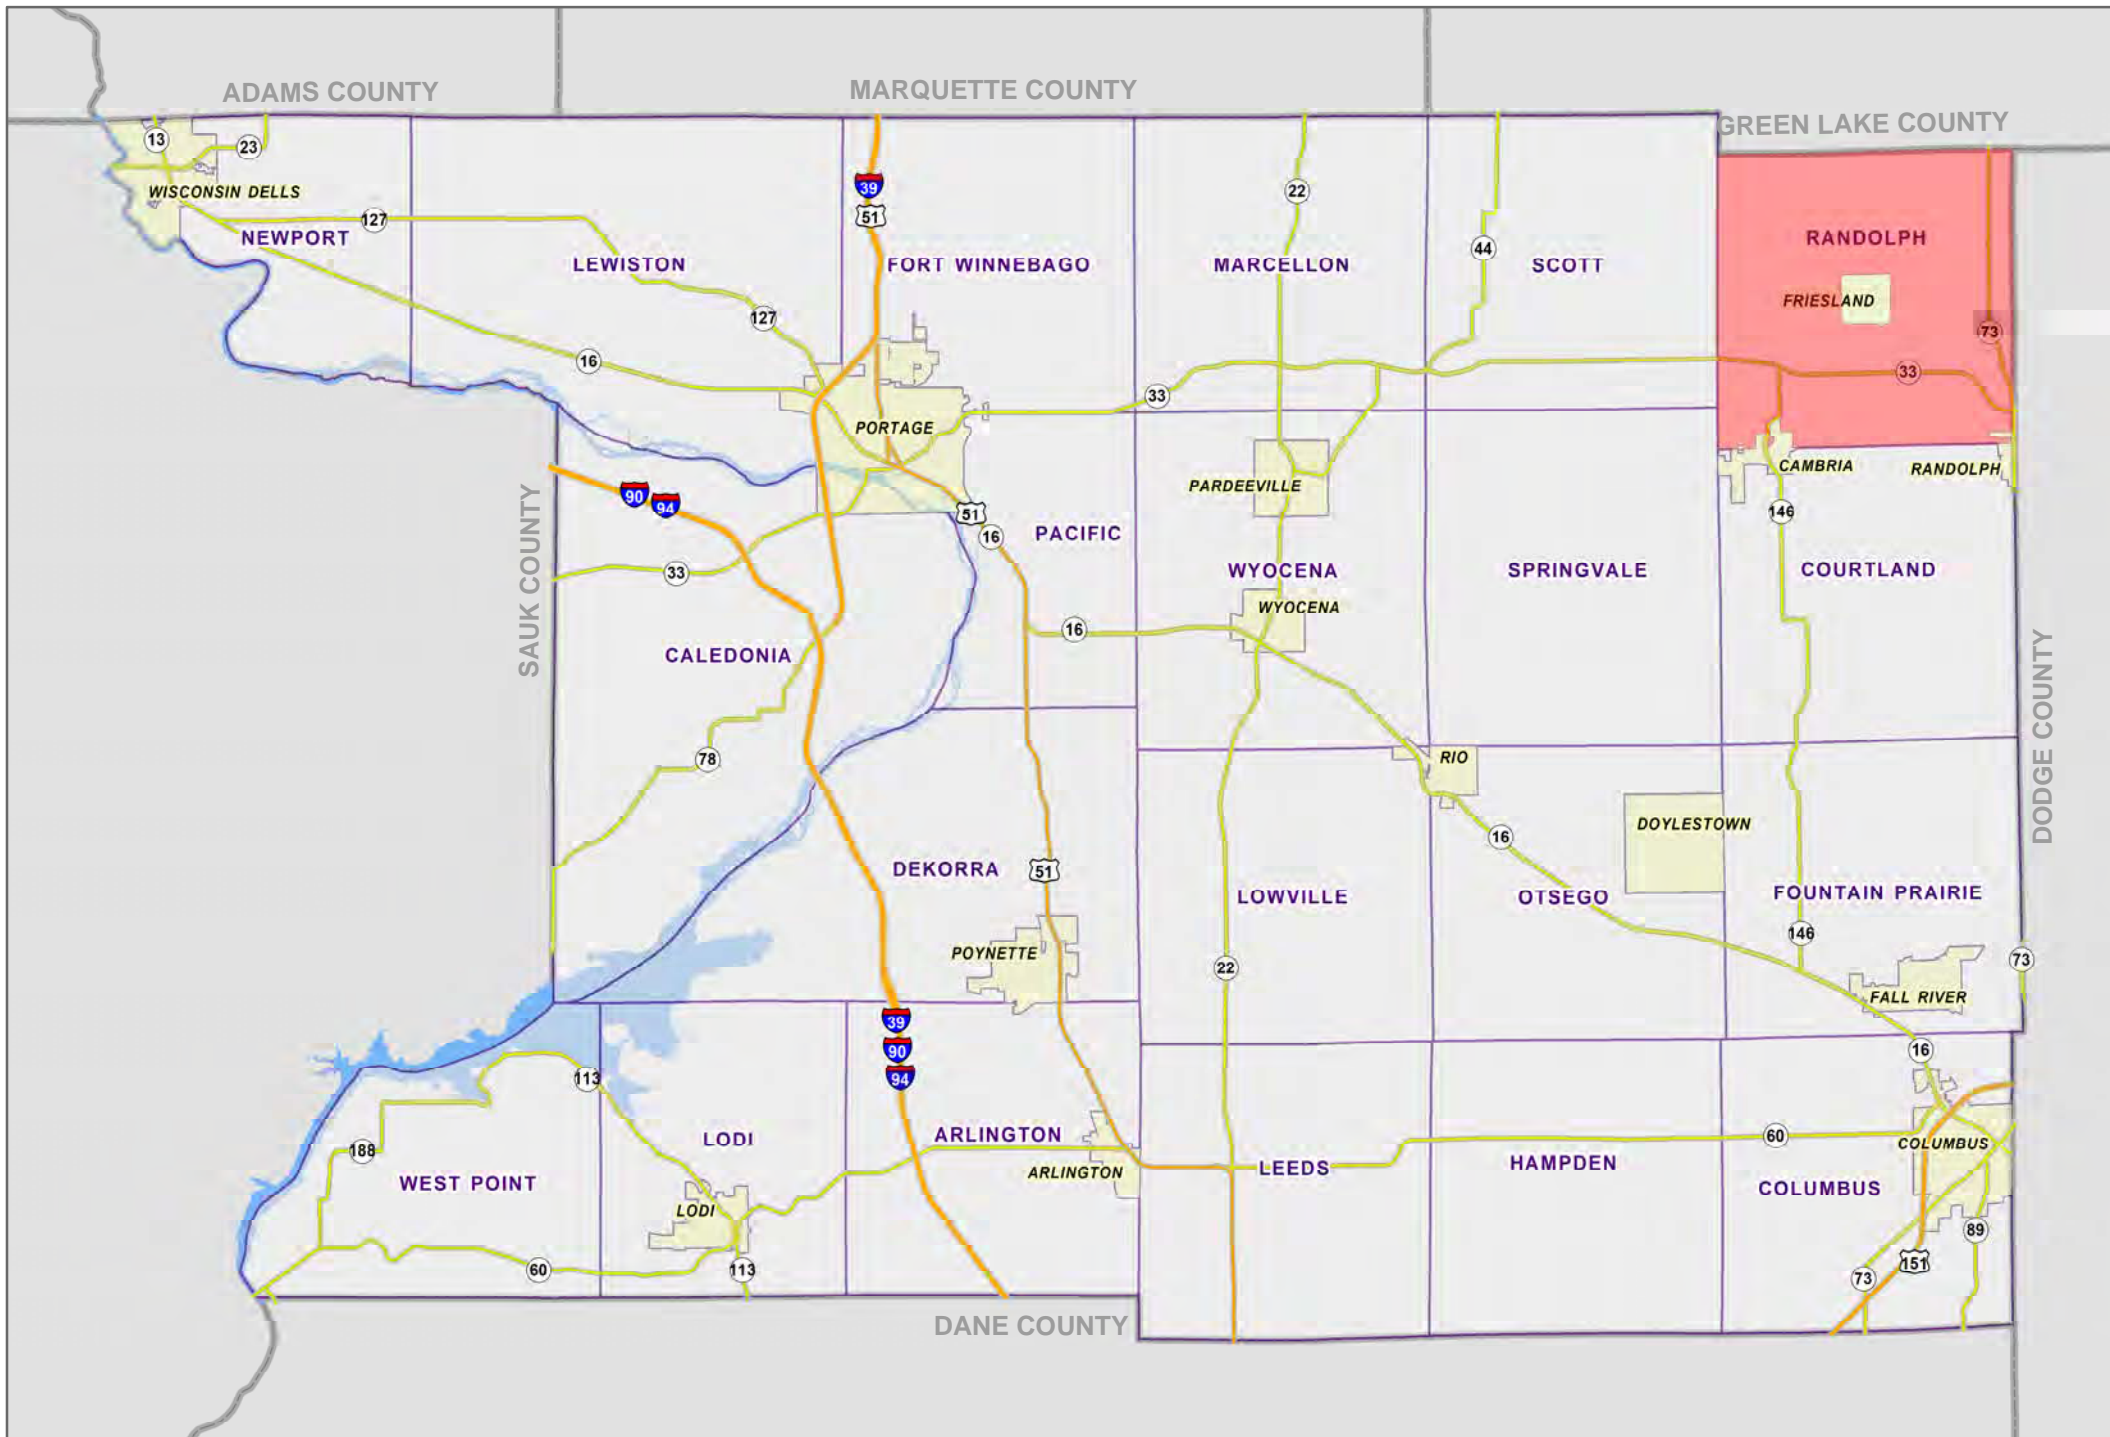 ADAMS COUNTY
MARQUETTE COUNTY
GREEN LAKE COUNTY
13
23
WISCONSIN DELLS
127
NEWPORT
LEWISTON
39
51
FORT WINNEBAGO
22
MARCELLON
44
SCOTT
RANDOLPH
FRIESLAND
73
33
127
16
33
PORTAGE
PARDEEVILLE
CAMBRIA
RANDOLPH
90
94
51
16
PACIFIC
146
SAUK COUNTY
33
WYOCENA
SPRINGVALE
COURTLAND
WYOCENA
16
CALEDONIA
78
RIO
DODGE COUNTY
DOYLESTOWN
16
DEKORRA
51
LOWVILLE
OTSEGO
FOUNTAIN PRAIRIE
146
POYNETTE
22
73
FALL RIVER
39
90
94
16
113
188
LODI
ARLINGTON
60
COLUMBUS
WEST POINT
ARLINGTON
LEEDS
HAMPDEN
COLUMBUS
LODI
89
60
113
151
73
DANE COUNTY